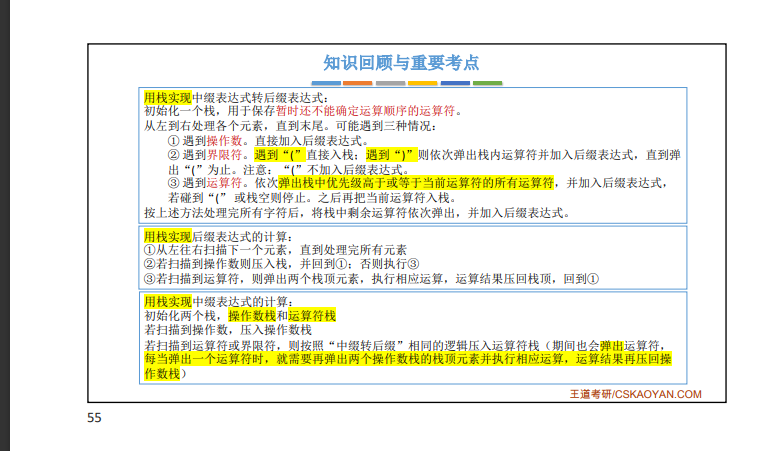 知识回顾与重要考点
用栈实现中缀表达式转后缀表达式：
初始化一个栈，用于保存暂时还不能确定运算顺序的运算符。
从左到右处理各个元素，直到末尾。可能遇到三种情况：
① 遇到操作数。直接加入后缀表达式。
② 遇到界限符。遇到“(”直接入栈；遇到“)”则依次弹出栈内运算符并加入后缀表达式，直到弹
出“(”为止。注意：“(”不加入后缀表达式。
③ 遇到运算符。依次弹出栈中优先级高于或等于当前运算符的所有运算符，并加入后缀表达式，
若碰到“(” 或栈空则停止。之后再把当前运算符入栈。
按上述方法处理完所有字符后，将栈中剩余运算符依次弹出，并加入后缀表达式。
用栈实现后缀表达式的计算：
①从左往右扫描下一个元素，直到处理完所有元素
②若扫描到操作数则压入栈，并回到①；否则执行③
③若扫描到运算符，则弹出两个栈顶元素，执行相应运算，运算结果压回栈顶，回到①
用栈实现中缀表达式的计算：
初始化两个栈，操作数栈和运算符栈
若扫描到操作数，压入操作数栈
若扫描到运算符或界限符，则按照“中缀转后缀”相同的逻辑压入运算符栈（期间也会弹出运算符，
每当弹出一个运算符时，就需要再弹出两个操作数栈的栈顶元素并执行相应运算，运算结果再压回操
作数栈）
王道考研/CSKAOYAN.COM
55